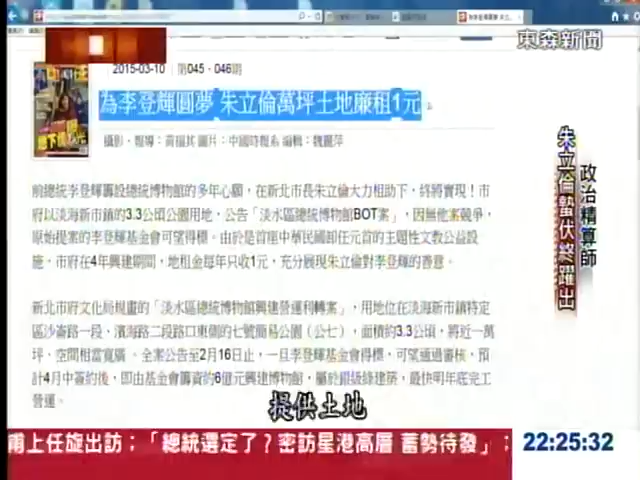 東森新聞
2015-03-10 第045、046期
為李登輝圓夢 朱立倫萬坪土地廉租1元
攝影、報導：黃揚其 圖片：中國時報系 編輯：魏麗萍
前總統李登輝籌設總統博物館的多年心願，在新北市長朱立倫大力相助下，終將實現！市
府以淡海新市鎮的3.3公頃公園用地，公告「淡水區總統博物館BOT案」，因無他案競爭，
原始提案的李登輝基金會可望得標。由於是首座中華民國卸任元首的主題性文教公益設
施，市府在4年興建期間，地租金每年只收1元，充分展現朱立倫對李登輝的善意。
新北市府文化局規畫的「淡水區總統博物館興建營運移轉案」，用地位在淡海新市鎮特定
區沙崙路一段、濱海路二段路口東側的七號簡易公園（公七），面積約3.3公頃，將近一萬
坪，空間相當寬廣。全案公告至2月16日止，一旦李登輝基金會得標，可望通過審核，預
計4月中簽約後，即由基金會籌資約6億元興建博物館，屬於銀級綠建築，最快明年底完工
營運。
政治精算師
朱立倫蟄伏終躍出
提供土地
甫上任旋出訪；「總統選定了？密訪星港高層 蓄勢待發」；
22:25:32